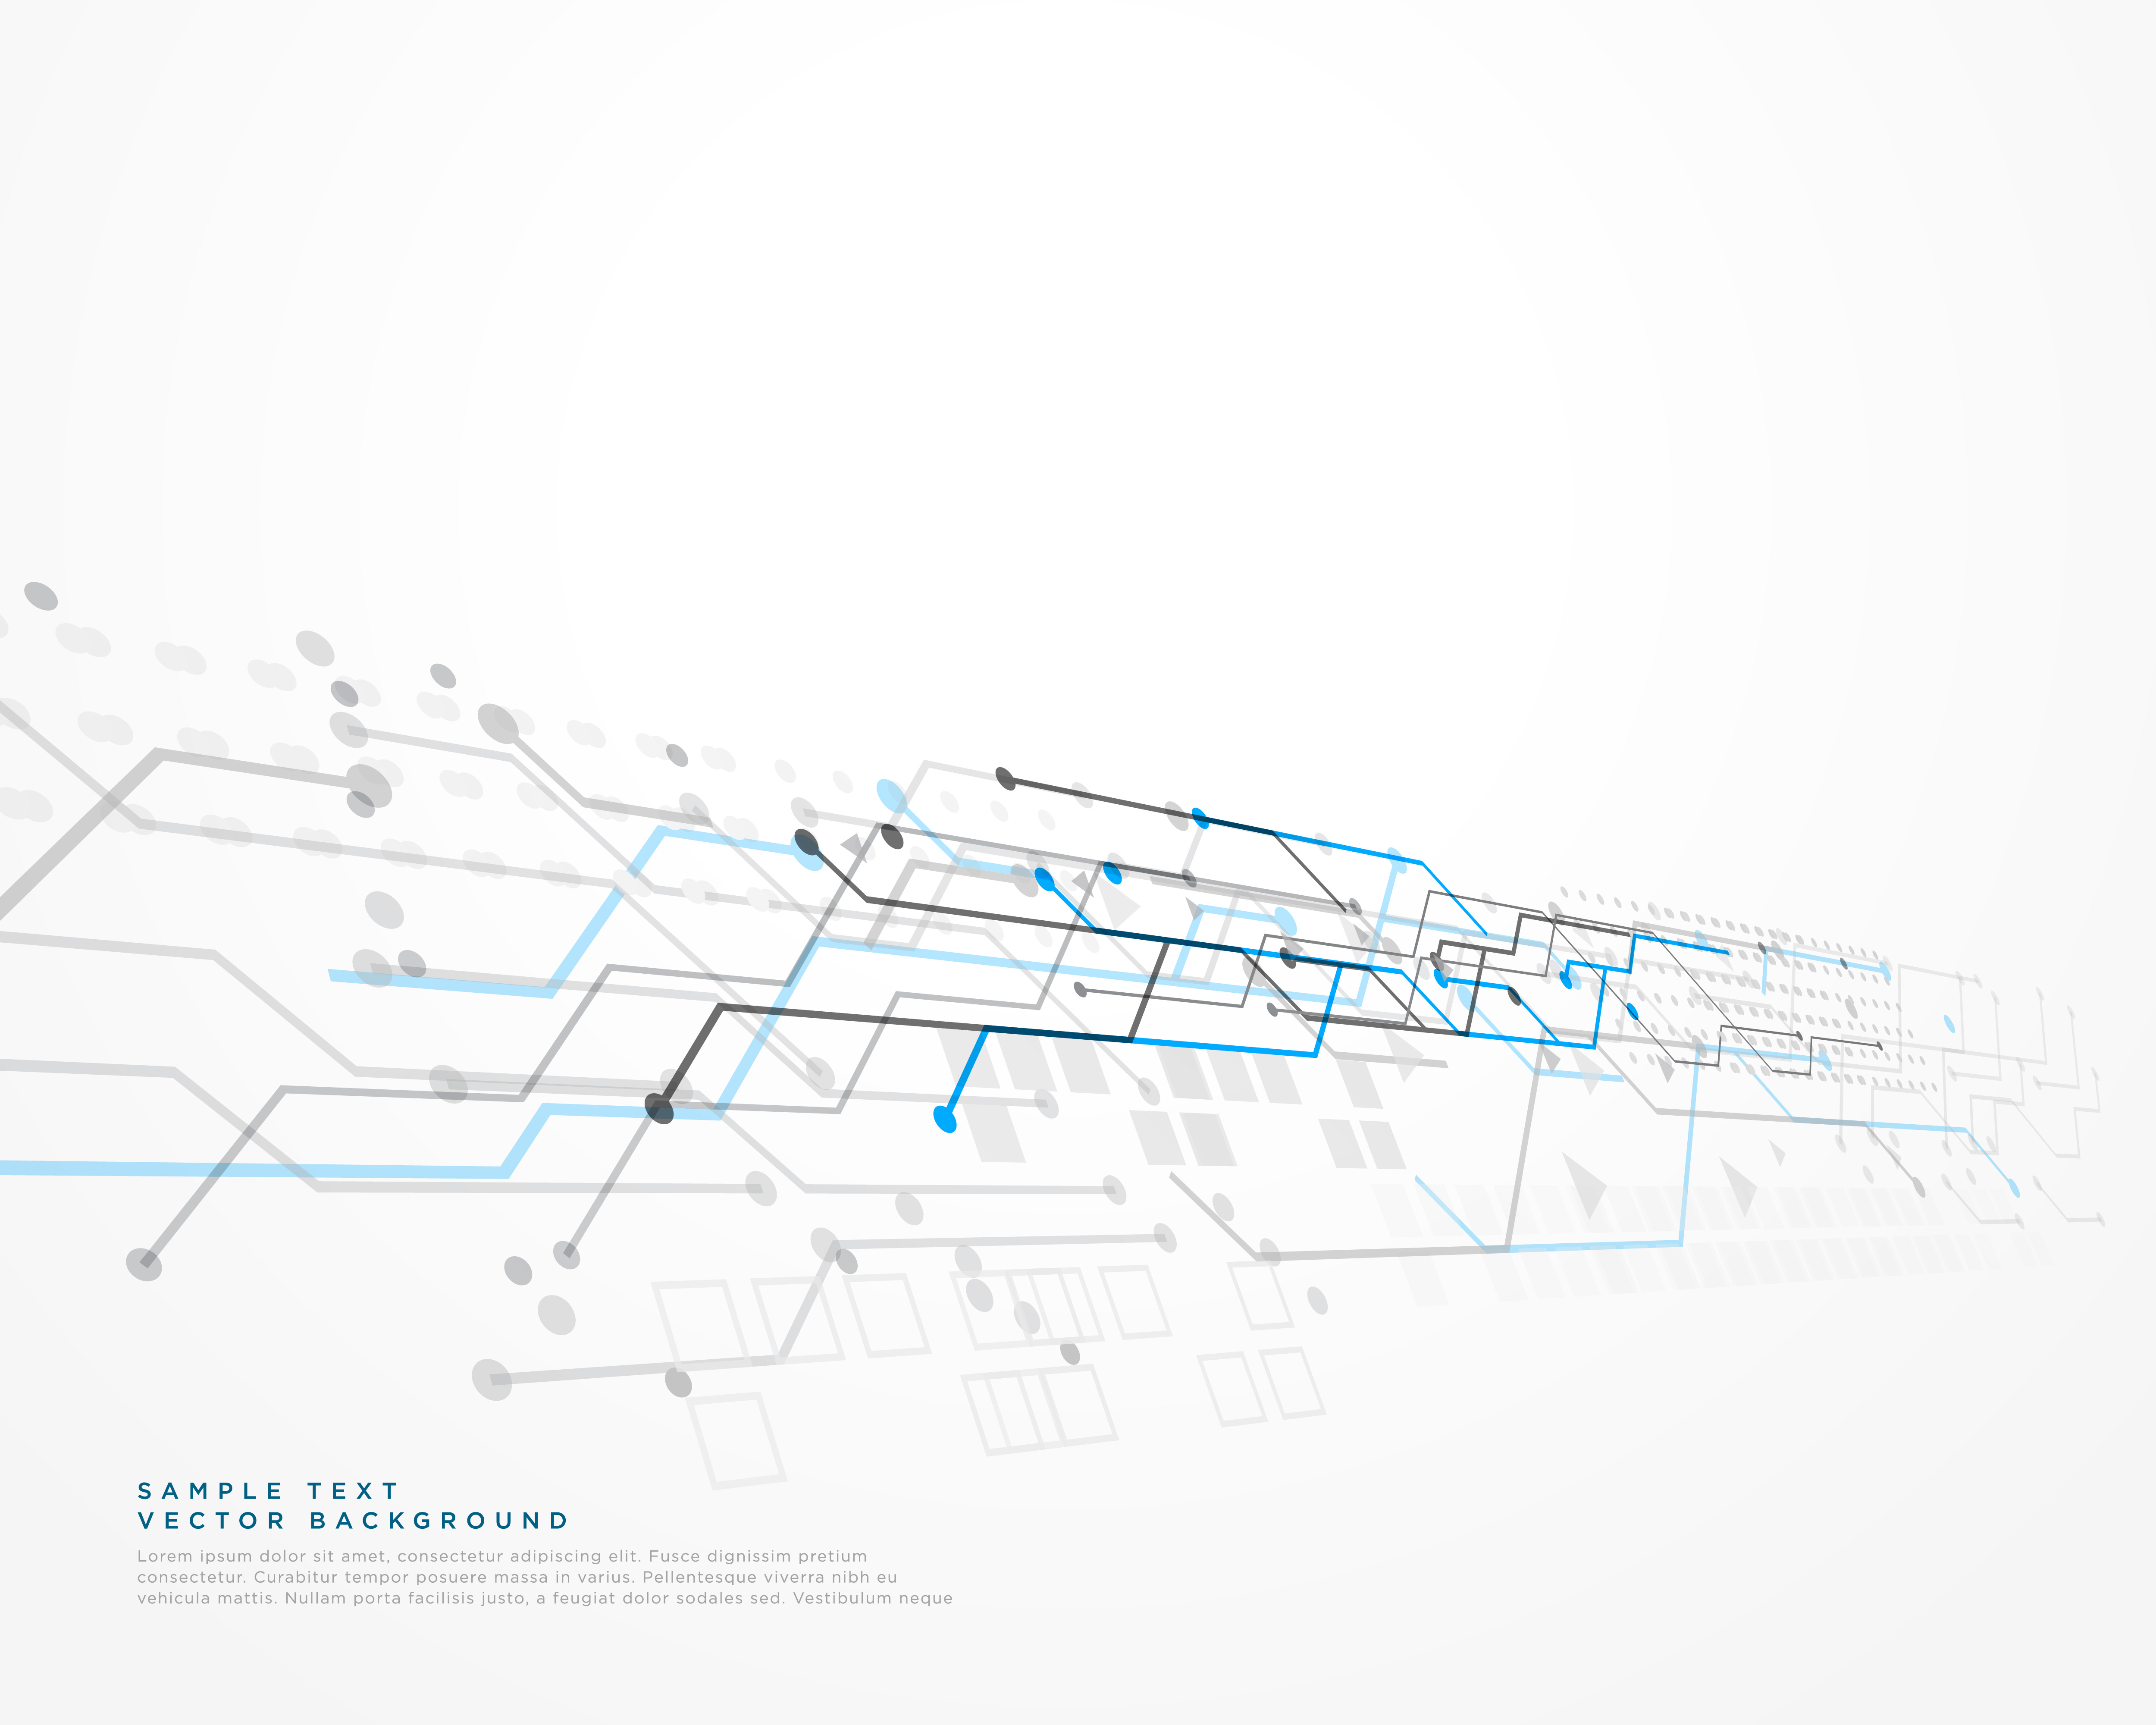 SAMPLE TEXT
VECTOR BACKGROUND
Lorem ipsum dolor sit amet, consectetur adipiscing elit. Fusce dignissim pretium
consectetur. Curabitur tempor posuere massa in varius. Pellentesque viverra nibh eu
vehicula mattis. Nullam porta facilisis justo, a feugiat dolor sodales sed. Vestibulum neque